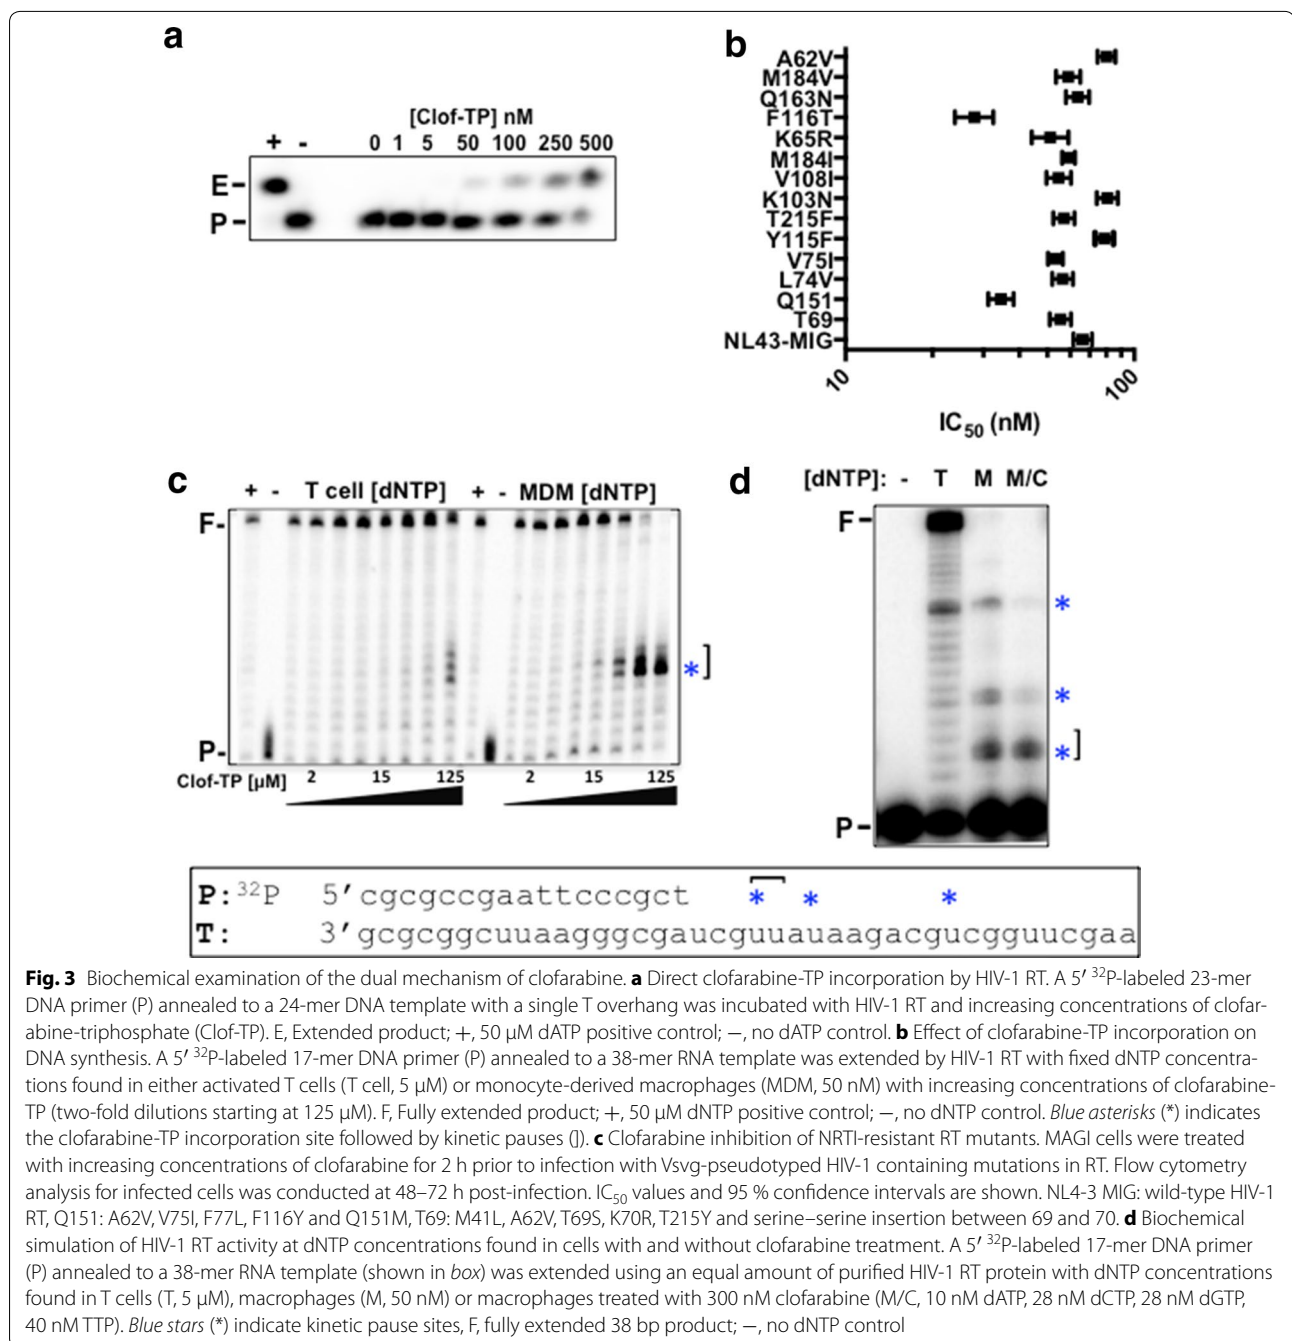 a
[Clof-TP] nM
+ - 0 1 5 50 100 250 500
E
P
b
A62V
M184V
Q163N
F116T
K65R
M184I
V108I
K103N
T215F
Y115F
V75I
L74V
Q151
T69
NL43-MIG
10 100
IC50 (nM)
c
+ - T cell [dNTP] + - MDM [dNTP]
F-
* ]
P-
Clof-TP [µM] 2 15 125 2 15 125
d
[dNTP]: - T M M/C
F
*
*
* ]
P
P: 32P 5′cgcgccgaattcccgct * * *
T: 3′gcgcggcuuaagggcgaucguuauaagacgucgguucgaa
Fig. 3 Biochemical examination of the dual mechanism of clofarabine. a Direct clofarabine-TP incorporation by HIV-1 RT. A 5′ 32P-labeled 23-mer
DNA primer (P) annealed to a 24-mer DNA template with a single T overhang was incubated with HIV-1 RT and increasing concentrations of clofar-
abine-triphosphate (Clof-TP). E, Extended product; +, 50 µM dATP positive control; −, no dATP control. b Effect of clofarabine-TP incorporation on
DNA synthesis. A 5′ 32P-labeled 17-mer DNA primer (P) annealed to a 38-mer RNA template was extended by HIV-1 RT with fixed dNTP concentra-
tions found in either activated T cells (T cell, 5 µM) or monocyte-derived macrophages (MDM, 50 nM) with increasing concentrations of clofarabine-
TP (two-fold dilutions starting at 125 µM). F, Fully extended product; +, 50 µM dNTP positive control; −, no dNTP control. Blue asterisks (*) indicates
the clofarabine-TP incorporation site followed by kinetic pauses (]). c Clofarabine inhibition of NRTI-resistant RT mutants. MAGI cells were treated
with increasing concentrations of clofarabine for 2 h prior to infection with Vsvg-pseudotyped HIV-1 containing mutations in RT. Flow cytometry
analysis for infected cells was conducted at 48–72 h post-infection. IC50 values and 95 % confidence intervals are shown. NL4-3 MIG: wild-type HIV-1
RT, Q151: A62V, V75I, F77L, F116Y and Q151M, T69: M41L, A62V, T69S, K70R, T215Y and serine–serine insertion between 69 and 70. d Biochemical
simulation of HIV-1 RT activity at dNTP concentrations found in cells with and without clofarabine treatment. A 5′ 32P-labeled 17-mer DNA primer
(P) annealed to a 38-mer RNA template (shown in box) was extended using an equal amount of purified HIV-1 RT protein with dNTP concentrations
found in T cells (T, 5 µM), macrophages (M, 50 nM) or macrophages treated with 300 nM clofarabine (M/C, 10 nM dATP, 28 nM dCTP, 28 nM dGTP,
40 nM TTP). Blue stars (*) indicate kinetic pause sites, F, fully extended 38 bp product; −, no dNTP control